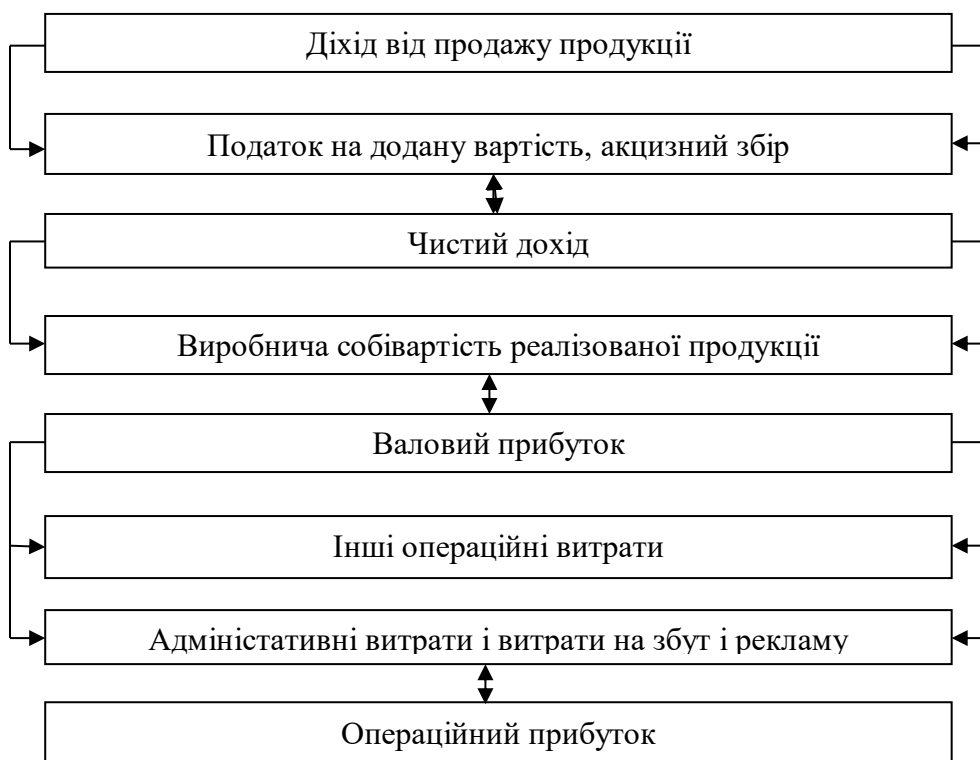 Діхід від продажу продукції
Податок на додану вартість, акцизний збір
Чистий дохід
Виробнича собівартість реалізованої продукції
Валовий прибуток
Інші операційні витрати
Адміністативні витрати і витрати на збут і рекламу
Операційний прибуток